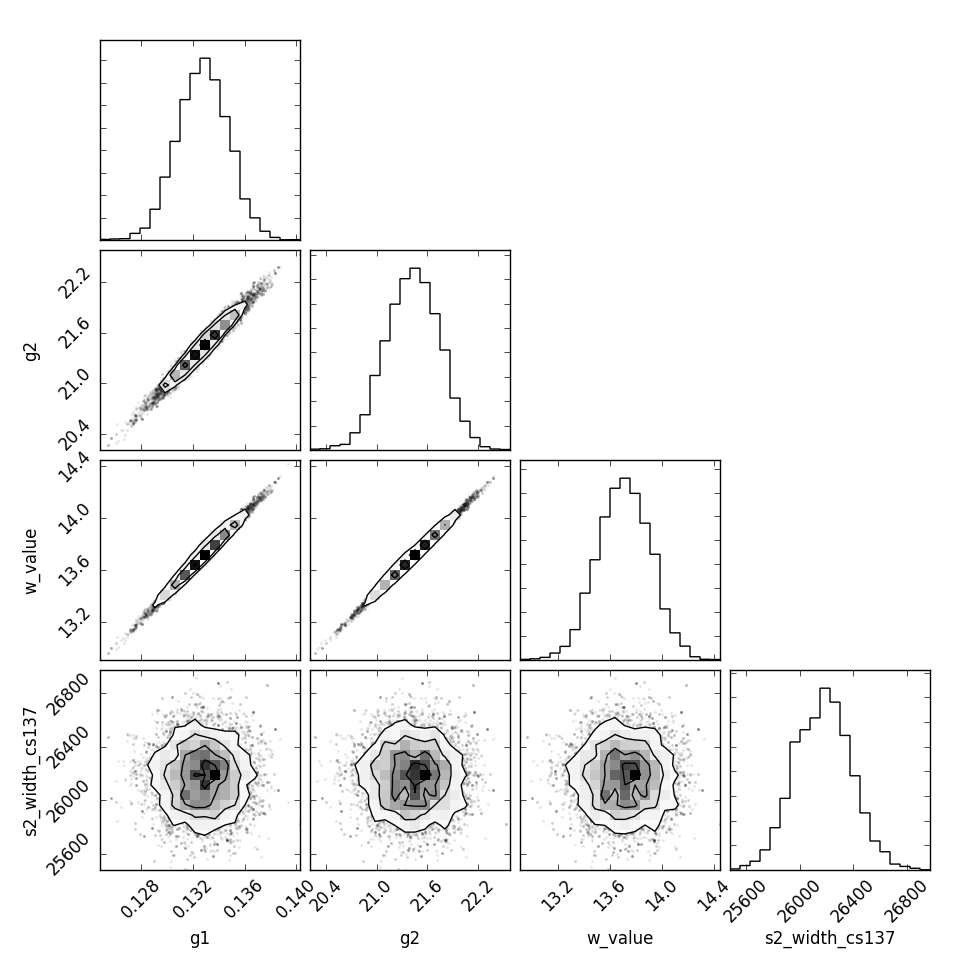 22.2
21.6
21.0
20.4
g2
14.4
14.0
13.6
13.2
w_value
26800
26400
26000
25600
s2_width_cs137
0.128 0.132 0.136 0.140
20.4 21.0 21.6 22.2
13.2 13.6 14.0 14.4
25600 26000 26400 26800
g1 g2 w_value s2_width_cs137